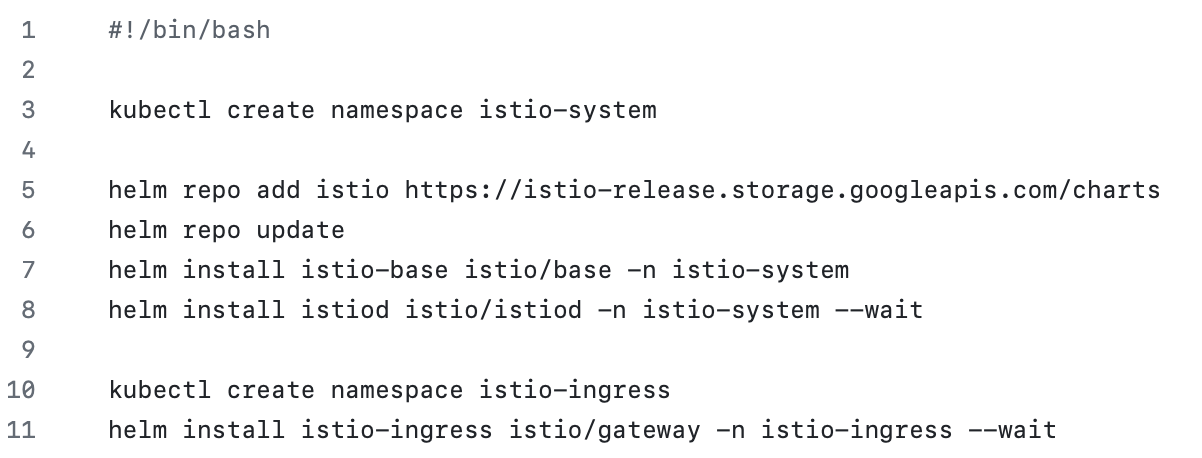 1 #!/bin/bash
2
3 kubectl create namespace istio-system
4
5 helm repo add istio https://istio-release.storage.googleapis.com/charts
6 helm repo update
7 helm install istio-base istio/base -n istio-system
8 helm install istiod istio/istiod -n istio-system --wait
9
10 kubectl create namespace istio-ingress
11 helm install istio-ingress istio/gateway -n istio-ingress --wait